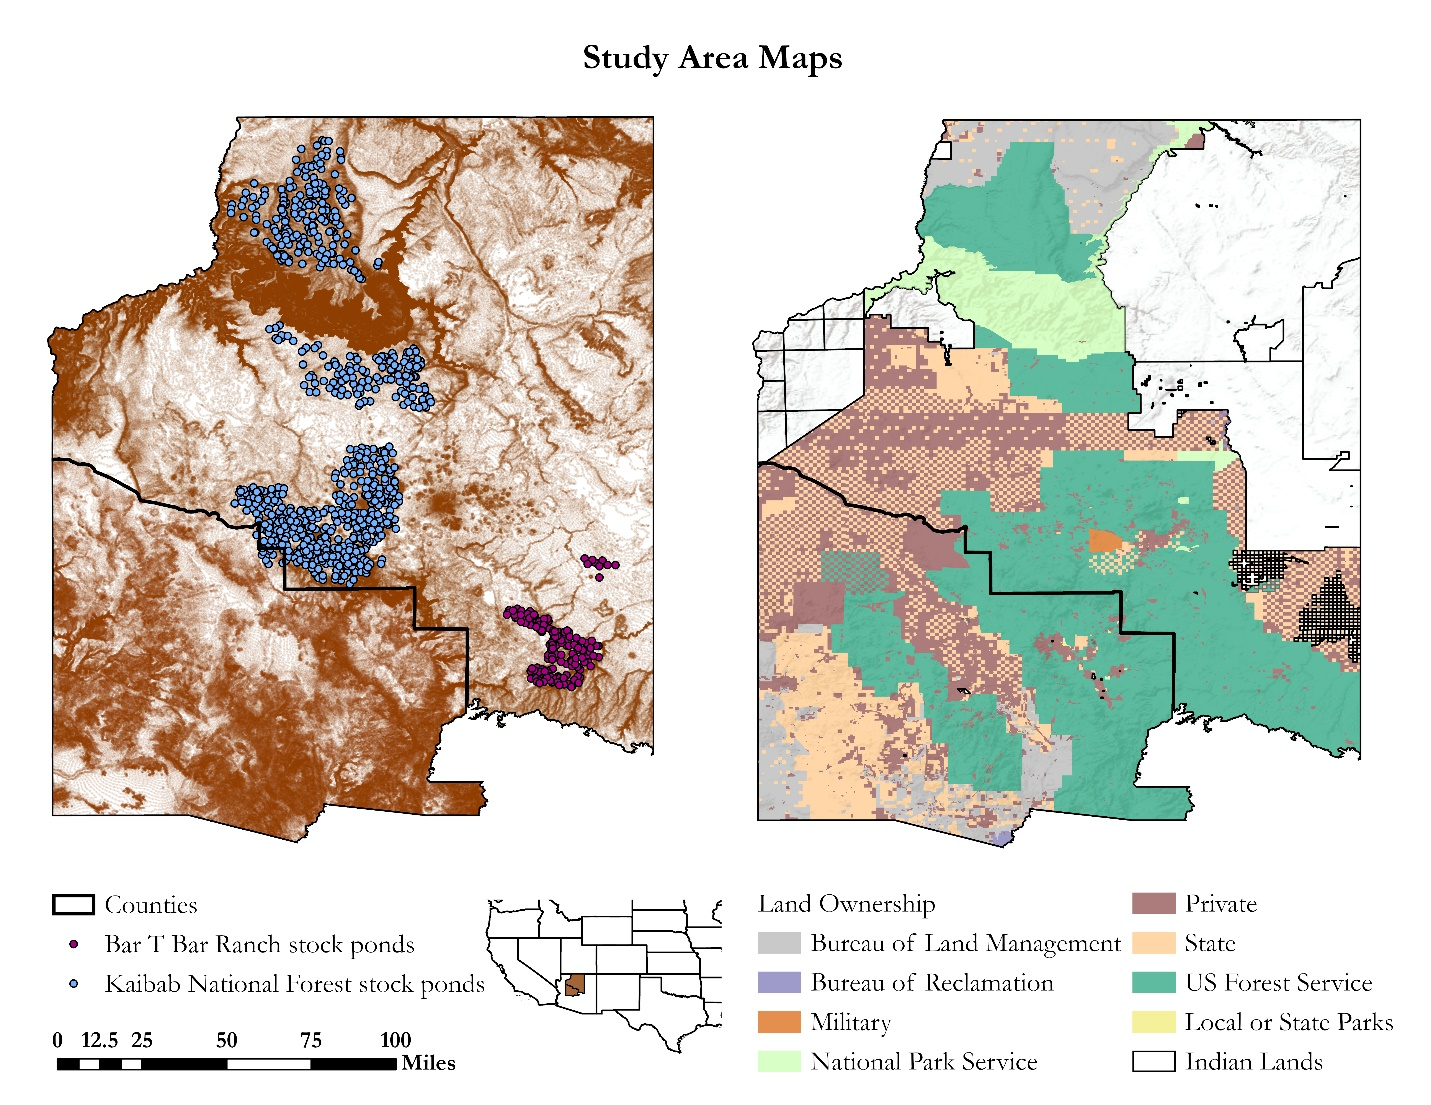 Study Area Maps
Counties
Bar T Bar Ranch stock ponds
Kaibab National Forest stock ponds
0 12.5 25 50 75 100
Miles
Land Ownership
Bureau of Land Management
Bureau of Reclamation
Military
National Park Service
Private
State
US Forest Service
Local or State Parks
Indian Lands